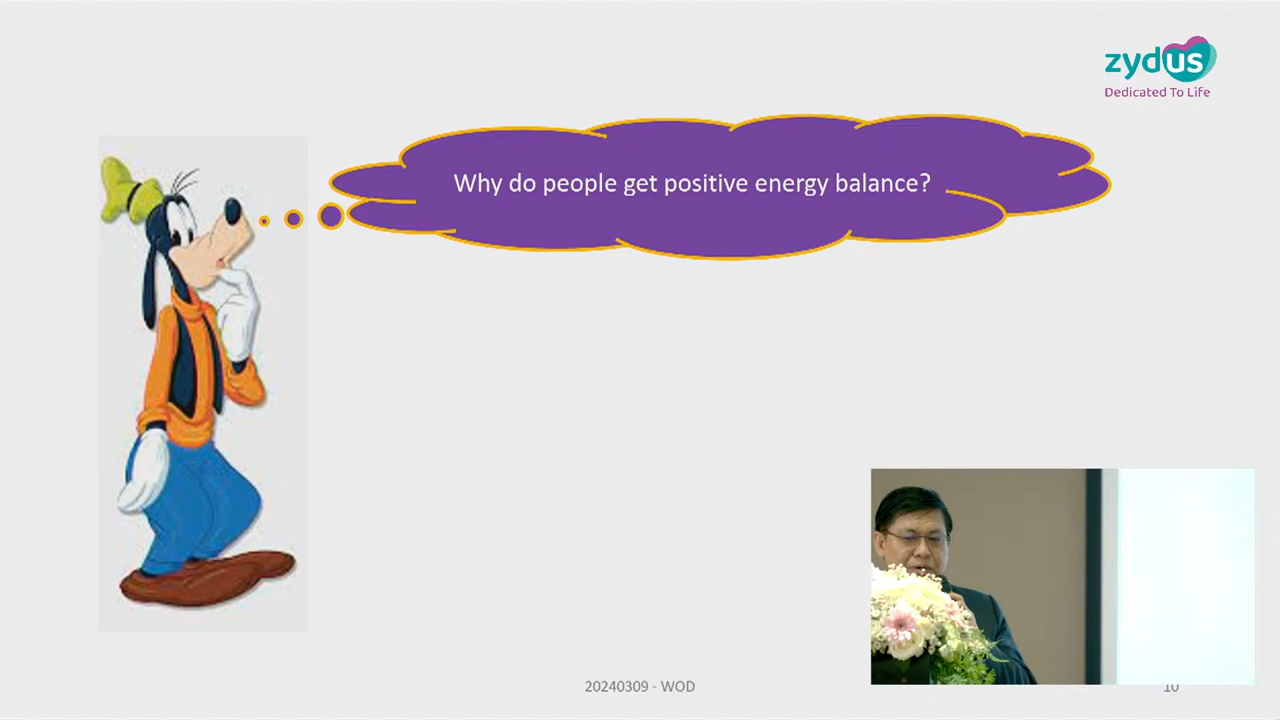 zydus
Dedicated To Life
Why do people get positive energy balance?
20240309 - WOD
10